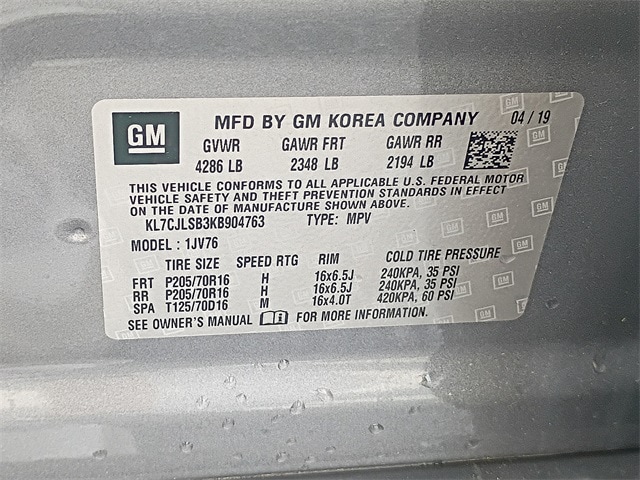 GM MFD BY GM KOREA COMPANY 04 / 19
GVWR GAWR FRT GAWR RR
4286 LB 2348 LB 2194 LB
THIS VEHICLE CONFORMS TO ALL APPLICABLE U.S. FEDERAL MOTOR
VEHICLE SAFETY AND THEFT PREVENTION STANDARDS IN EFFECT
ON THE DATE OF MANUFACTURE SHOWN ABOVE.
KL7CJLSB3KB904763 TYPE: MPV
MODEL : 1JV76
TIRE SIZE SPEED RTG RIM COLD TIRE PRESSURE
FRT P205/70R16 H 16x6.5J 240KPA, 35 PSI
RR P205/70R16 H 16x6.5J 240KPA, 35 PSI
SPA T125/70D16 M 16x4.0T 420KPA, 60 PSI
SEE OWNER'S MANUAL FOR MORE INFORMATION